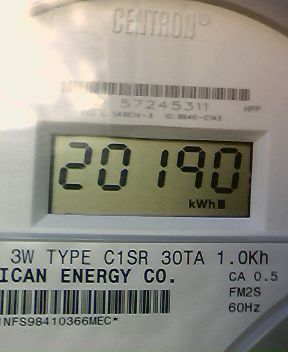 CENTRON®
57245311 HPP
20190
kWh
3W TYPE C1SR 30TA 1.0Kh
ICAN ENERGY CO. CA 0.5
FM2S
60Hz
NFS98410366MEC*